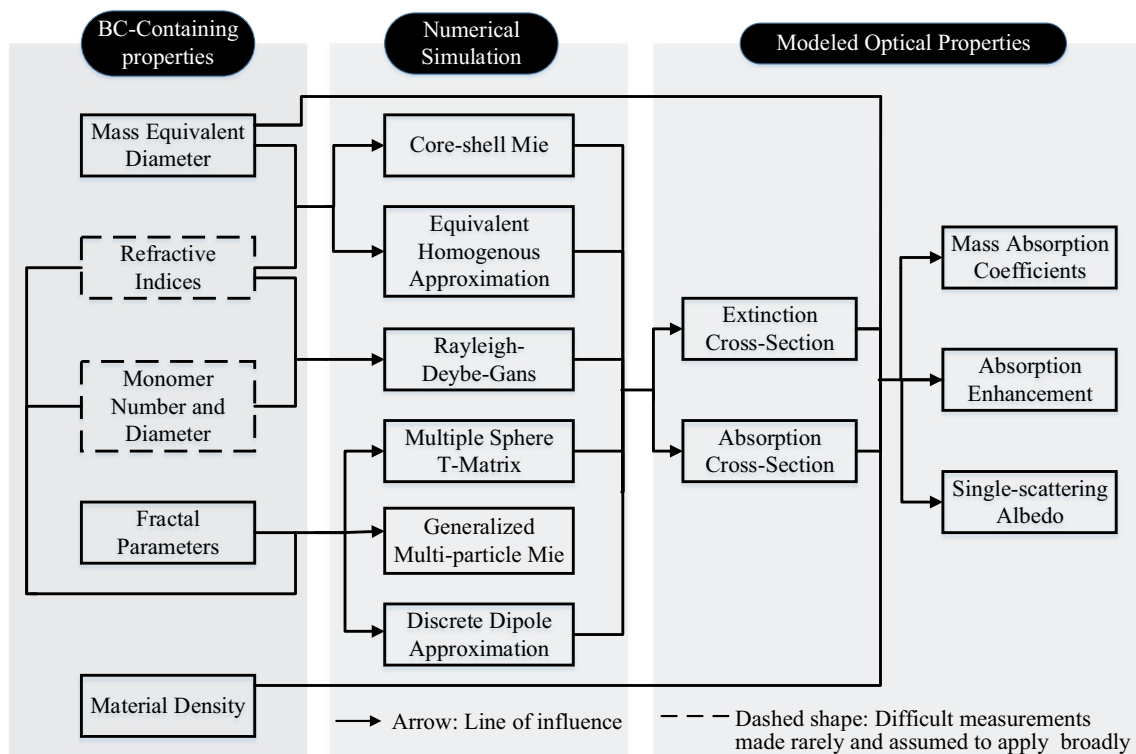 BC-Containing
properties
Numerical
Simulation
Modeled Optical Properties
Mass Equivalent
Diameter
Refractive
Indices
Monomer
Number and
Diameter
Fractal
Parameters
Material Density
Core-shell Mie
Equivalent
Homogenous
Approximation
Rayleigh-
Deybe-Gans
Multiple Sphere
T-Matrix
Generalized
Multi-particle Mie
Discrete Dipole
Approximation
Extinction
Cross-Section
Absorption
Cross-Section
Mass Absorption
Coefficients
Absorption
Enhancement
Single-scattering
Albedo
Arrow: Line of influence
Dashed shape: Difficult measurements
made rarely and assumed to apply broadly